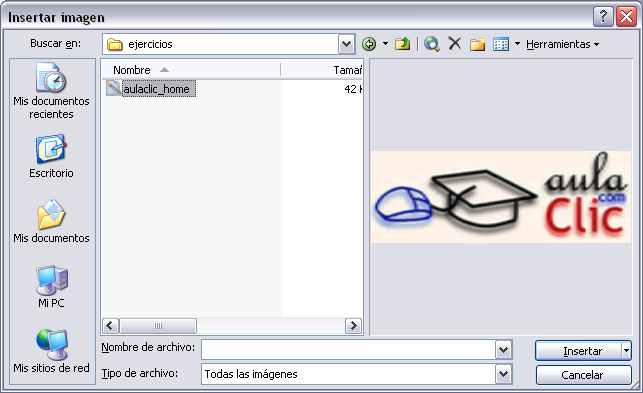 Insertar imagen
Buscar en: ejercicios Herramientas
Nombre Tamañ
aulaclic_home 42 K
Mis documentos
recientes
Escritorio
Mis documentos
Mi PC
Mis sitios de red
aula
com
Clic
Nombre de archivo: Insertar
Tipo de archivo: Todas las imágenes Cancelar